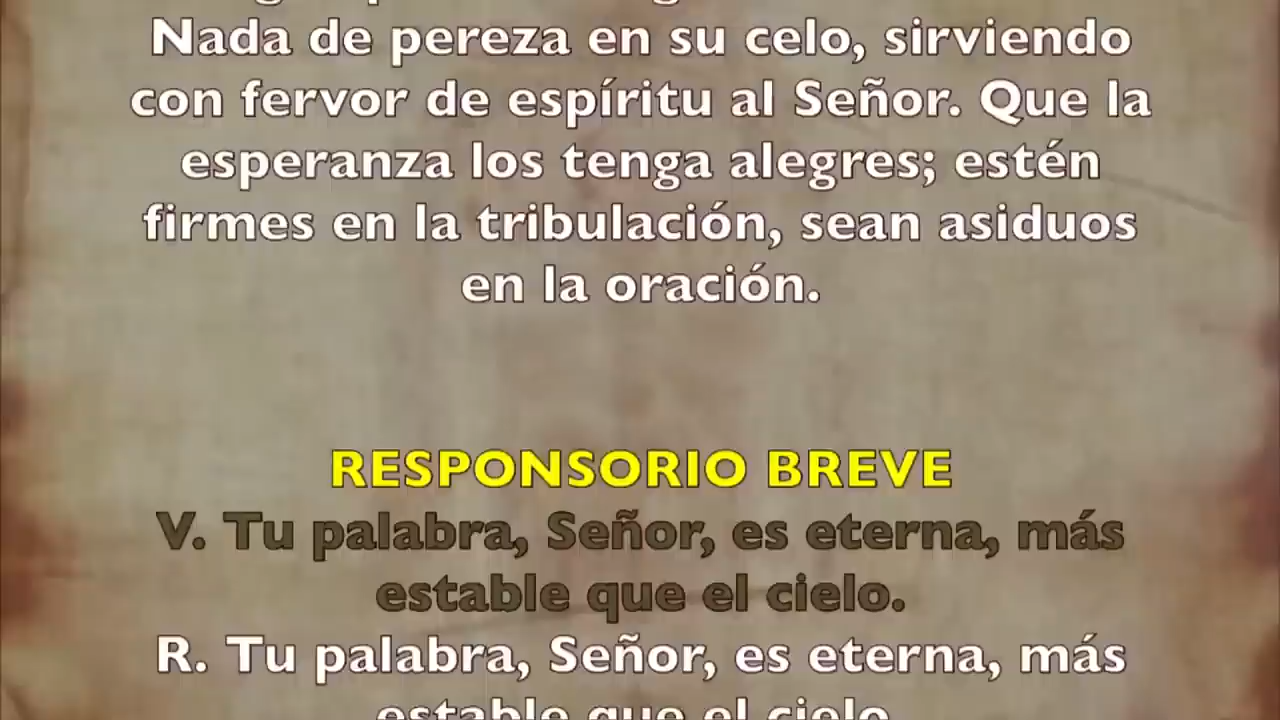 Nada de pereza en su celo, sirviendo
con fervor de espíritu al Señor. Que la
esperanza los tenga alegres; estén
firmes en la tribulación, sean asiduos
en la oración.
RESPONSORIO BREVE
V. Tu palabra, Señor, es eterna, más
estable que el cielo.
R. Tu palabra, Señor, es eterna, más
estable que el cielo.